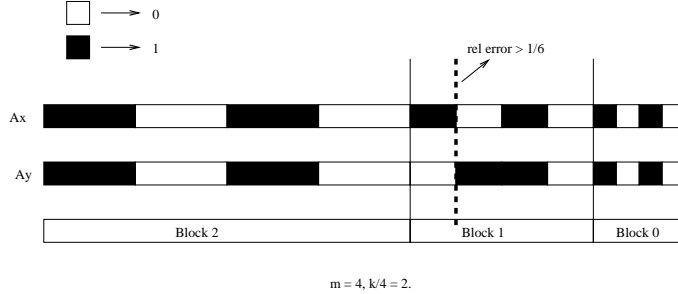 0
1
rel error > 1/6
Ax
Ay
Block 2 Block 1 Block 0
m = 4, k/4 = 2.